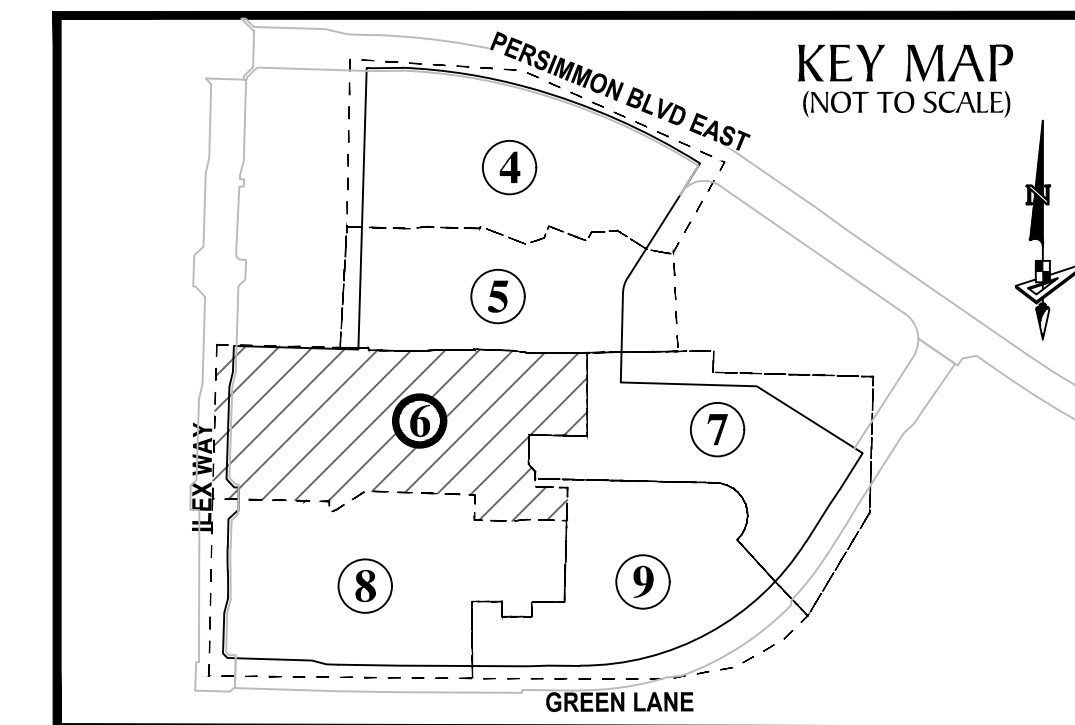 PERSIMMON BLVD EAST
KEY MAP
(NOT TO SCALE)
N
4
5
6
7
ILEX WAY
8
9
GREEN LANE